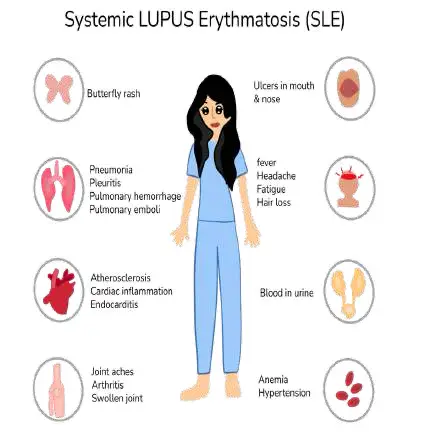 Systemic LUPUS Erythmatosis (SLE)
Butterfly rash
Pneumonia
Pleuritis
Pulmonary hemorrhage
Pulmonary emboli
Atherosclerosis
Cardiac inflammation
Endocarditis
Joint aches
Arthritis
Swollen joint
Ulcers in mouth
& nose
fever
Headache
Fatigue
Hair loss
Blood in urine
Anemia
Hypertension